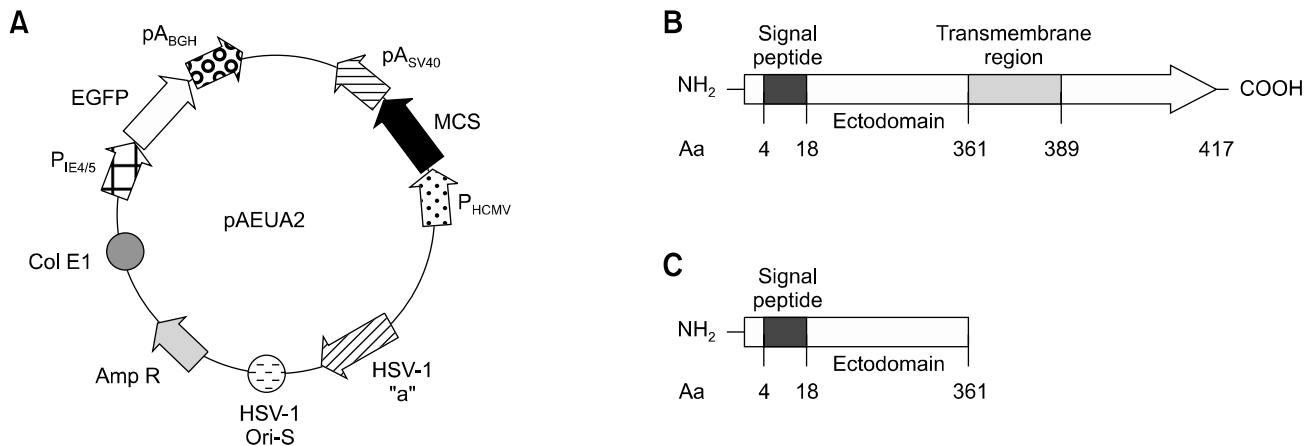 A
pA_BGH
pA_SV40
EGFP
MCS
P_IE4/5
P_HCMV
pAEUA2
Col E1
Amp R
HSV-1
"a"
HSV-1
Ori-S
B
Signal
peptide
Transmembrane
region
NH2
COOH
Ectodomain
Aa 4 18 361 389 417
C
Signal
peptide
NH2
Ectodomain
Aa 4 18 361